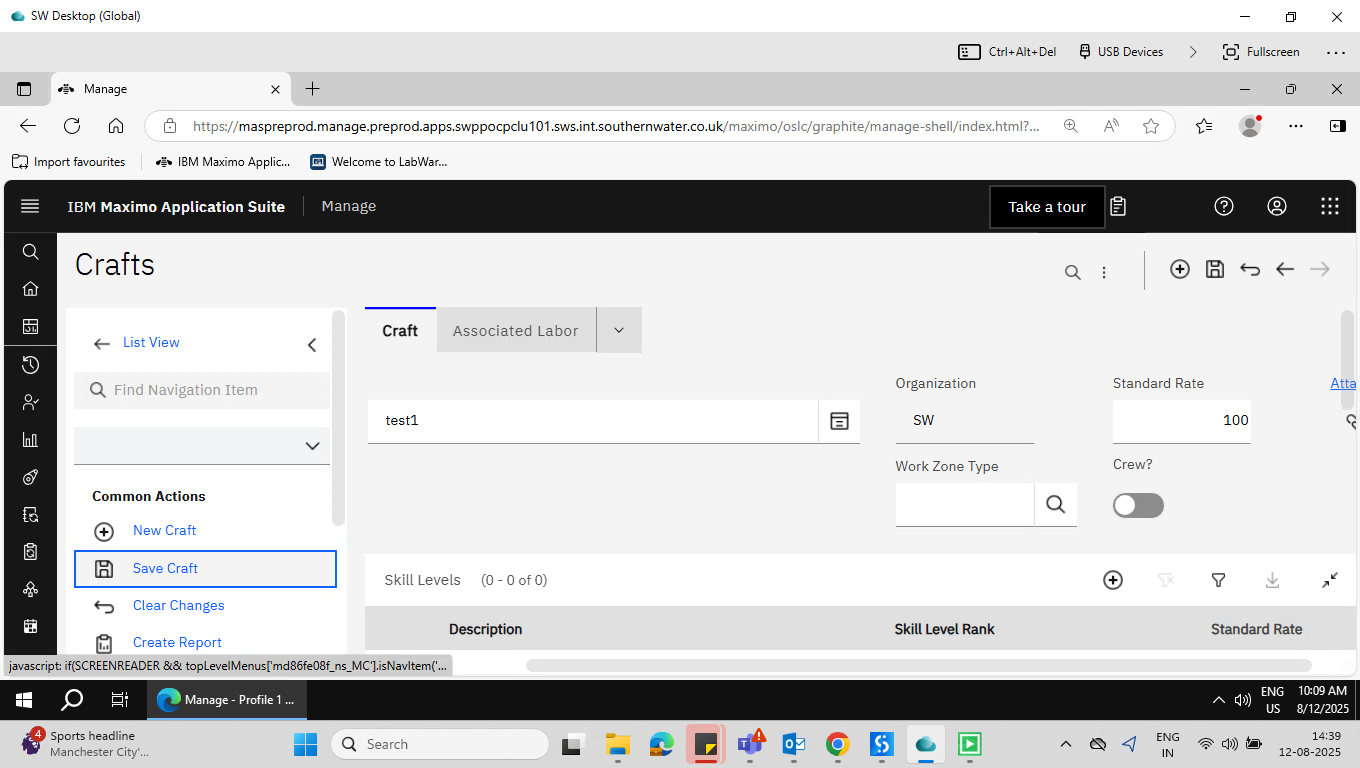 SW Desktop (Global)
Ctrl+Alt+Del
USB Devices
Fullscreen
Manage
https://maspreprod.manage.preprod.apps.swppocpclu101.sws.int.southernwater.co.uk/maximo/oslc/graphite/manage-shell/index.html?...
Import favourites
IBM Maximo Applic...
Welcome to LabWar...
IBM Maximo Application Suite
Manage
Take a tour
Crafts
List View
Find Navigation Item
Common Actions
New Craft
Save Craft
Clear Changes
Create Report
Craft
Associated Labor
Organization
Standard Rate
Atta
test1
SW
100
Work Zone Type
Crew?
Skill Levels (0 - 0 of 0)
Description
Skill Level Rank
Standard Rate
javascript: if(SCREENREADER && topLevelMenus['md86fe08f_ns_MC'].isNavItem('...
Manage - Profile 1 ...
ENG
US
10:09 AM
8/12/2025
4
Sports headline
Manchester City'...
Search
ENG
IN
14:39
12-08-2025